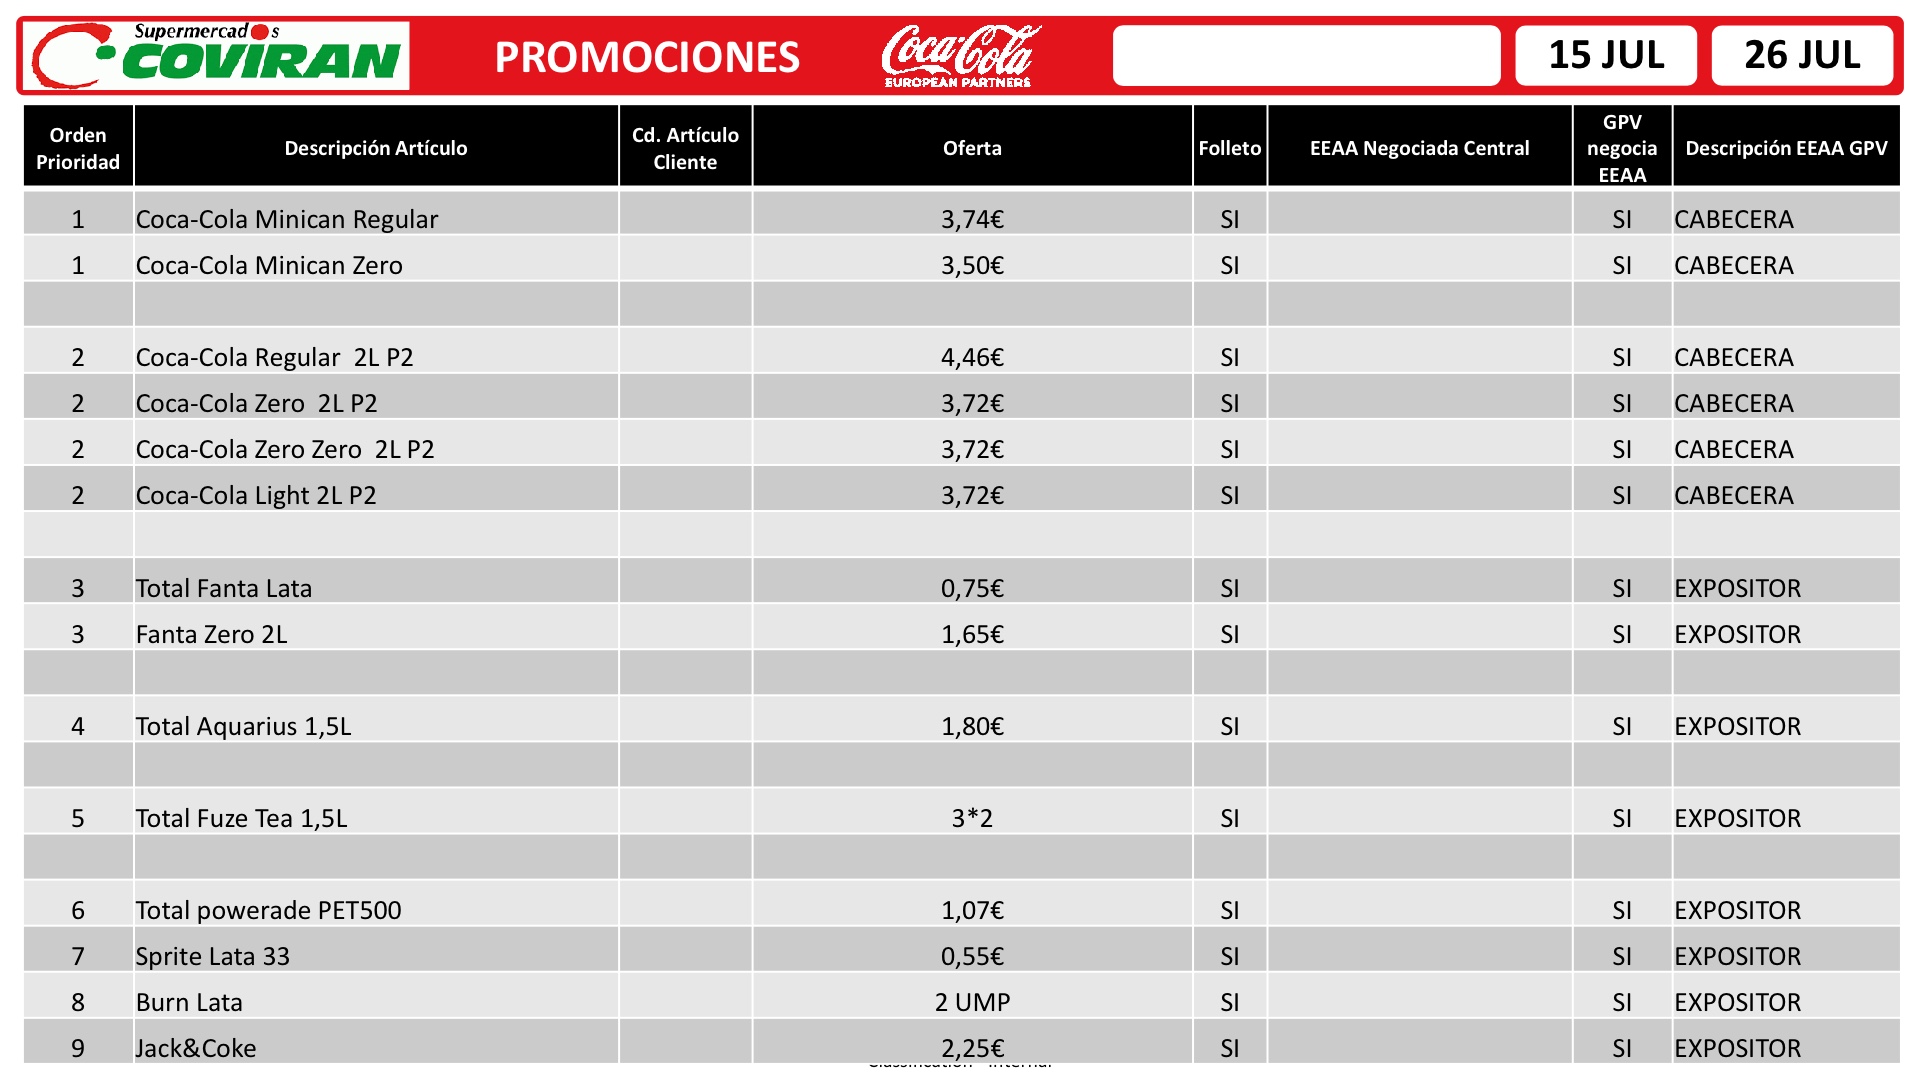 Supermercados
COVIRAN
PROMOCIONES
Coca-Cola
EUROPEAN PARTNERS
15 JUL
26 JUL
Orden Prioridad Descripción Artículo Cd. Artículo Cliente Oferta Folleto EEAA Negociada Central GPV negocia EEAA Descripción EEAA GPV
1 Coca-Cola Minican Regular 3,74€ SI SI CABECERA
1 Coca-Cola Minican Zero 3,50€ SI SI CABECERA
2 Coca-Cola Regular  2L P2 4,46€ SI SI CABECERA
2 Coca-Cola Zero  2L P2 3,72€ SI SI CABECERA
2 Coca-Cola Zero Zero  2L P2 3,72€ SI SI CABECERA
2 Coca-Cola Light 2L P2 3,72€ SI SI CABECERA
3 Total Fanta Lata 0,75€ SI SI EXPOSITOR
3 Fanta Zero 2L 1,65€ SI SI EXPOSITOR
4 Total Aquarius 1,5L 1,80€ SI SI EXPOSITOR
5 Total Fuze Tea 1,5L 3*2 SI SI EXPOSITOR
6 Total powerade PET500 1,07€ SI SI EXPOSITOR
7 Sprite Lata 33 0,55€ SI SI EXPOSITOR
8 Burn Lata 2 UMP SI SI EXPOSITOR
9 Jack&Coke 2,25€ SI SI EXPOSITOR
Classification - Internal